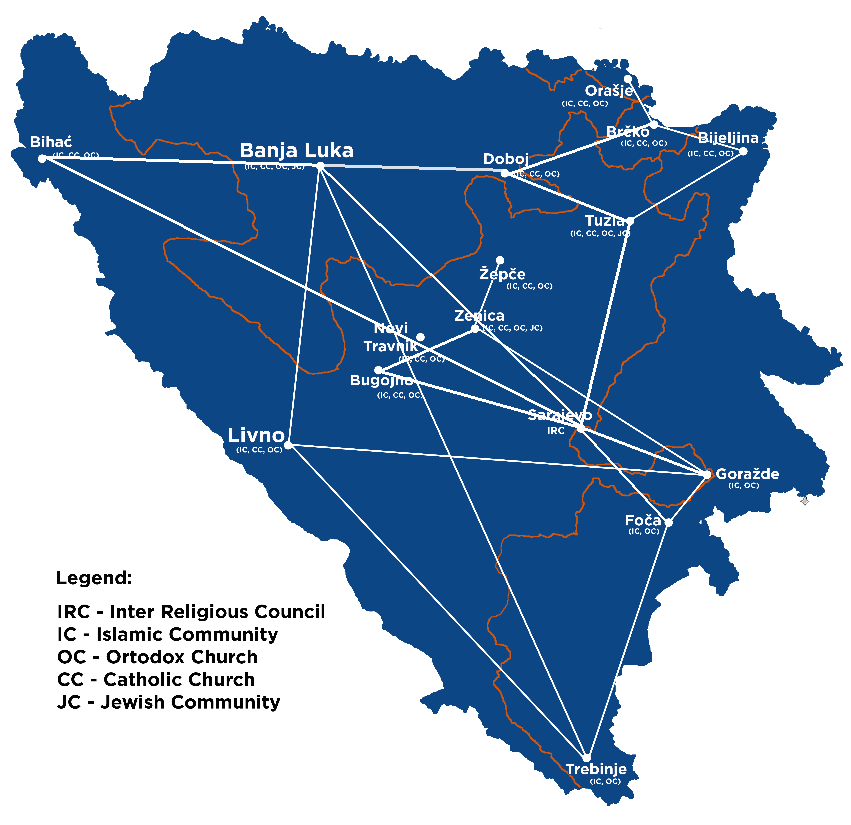 Orašje
(IC, CC, OC)
Brčko
(IC, CC, OC)
Bijeljina
(IC, CC, OC)
Bihać
(IC, CC, OC)
Banja Luka
(IC, CC, OC, JC)
Doboj
(IC, CC, OC)
Tuzla
(IC, CC, OC, JC)
Žepče
(IC, CC, OC)
Zenica
(IC, CC, OC, JC)
Novi
Travnik
(IC, CC, OC)
Bugojno
(IC, CC, OC)
Sarajevo
IRC
Livno
(IC, CC, OC)
Goražde
(IC, OC)
Foča
(IC, OC)
Legend:
IRC - Inter Religious Council
IC - Islamic Community
OC - Ortodox Church
CC - Catholic Church
JC - Jewish Community
Trebinje
(IC, OC)